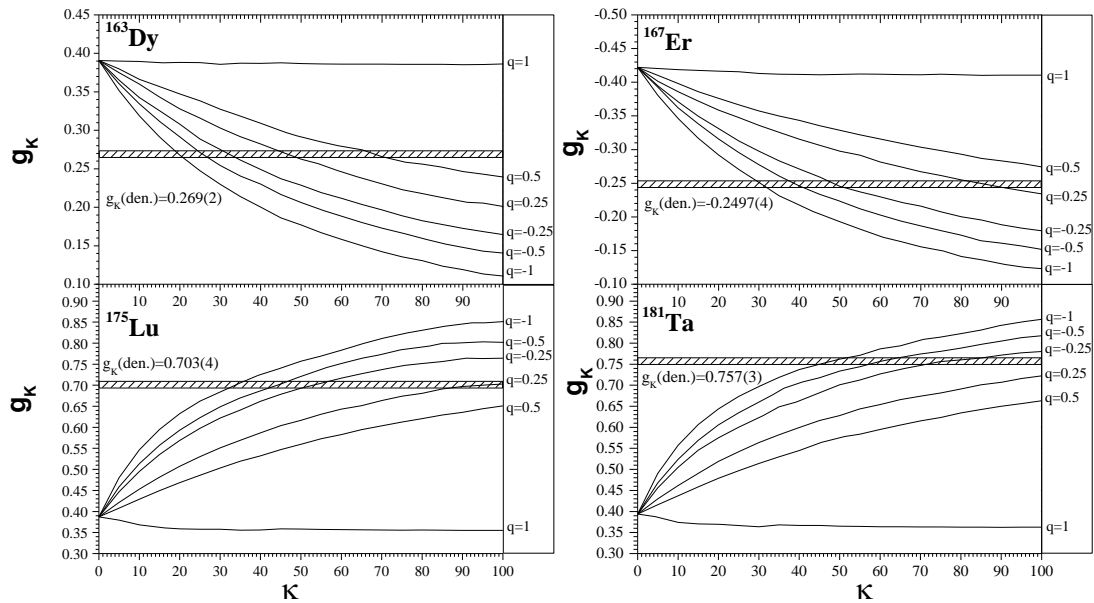 163Dy
g_K
0.45
0.40
0.35
0.30
0.25
0.20
0.15
0.10
g_K(den.)=0.269(2)
q=1
q=0.5
q=0.25
q=-0.25
q=-0.5
q=-1
10 20 30 40 50 60 70 80 90
167Er
g_K
-0.50
-0.45
-0.40
-0.35
-0.30
-0.25
-0.20
-0.15
-0.10
g_K(den.)=-0.2497(4)
q=1
q=0.5
q=0.25
q=-0.25
q=-0.5
q=-1
10 20 30 40 50 60 70 80 90
175Lu
g_K
0.90
0.85
0.80
0.75
0.70
0.65
0.60
0.55
0.50
0.45
0.40
0.35
0.30
g_K(den.)=0.703(4)
q=-1
q=-0.5
q=-0.25
q=0.25
q=0.5
q=1
0 10 20 30 40 50 60 70 80 90 100
κ
181Ta
g_K
0.90
0.85
0.80
0.75
0.70
0.65
0.60
0.55
0.50
0.45
0.40
0.35
0.30
g_K(den.)=0.757(3)
q=-1
q=-0.5
q=-0.25
q=0.25
q=0.5
q=1
0 10 20 30 40 50 60 70 80 90 100
κ